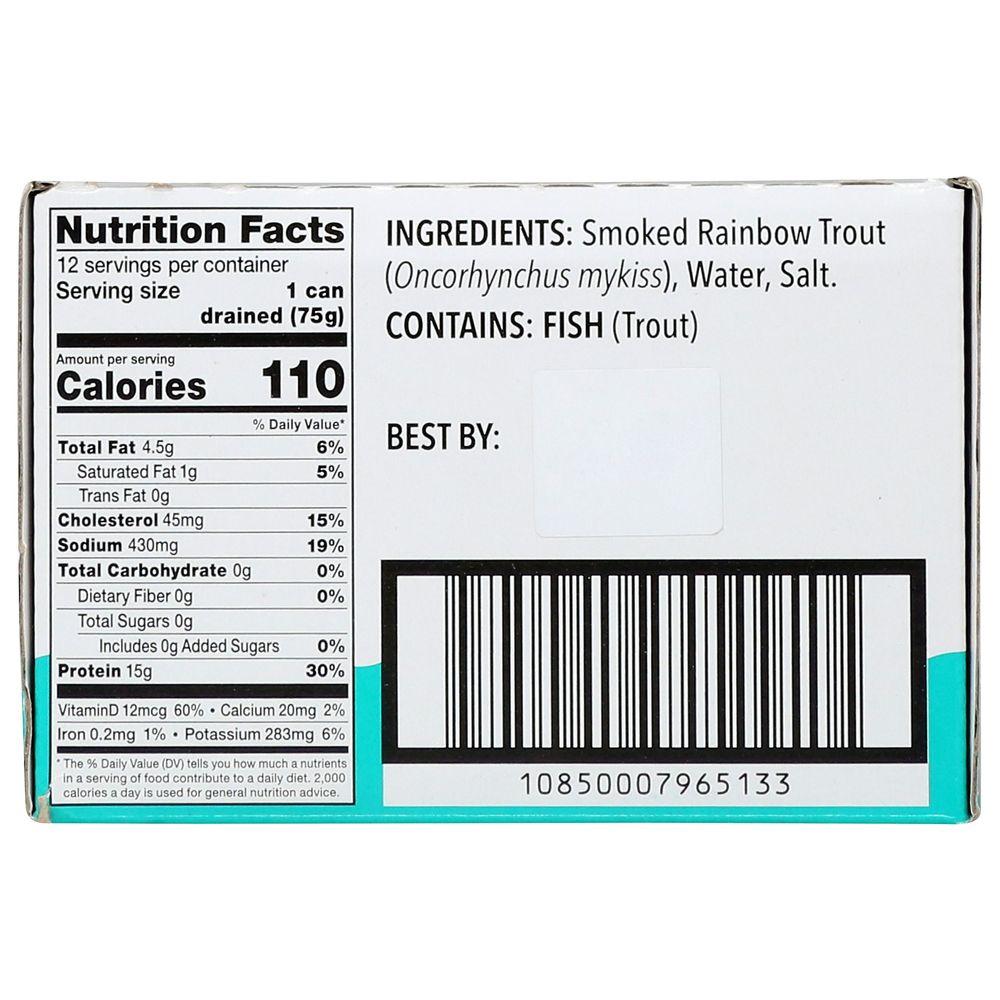 Nutrition Facts
12 servings per container
Serving size 1 can
drained (75g)
Amount per serving
Calories 110
% Daily Value*
Total Fat 4.5g 6%
Saturated Fat 1g 5%
Trans Fat 0g
Cholesterol 45mg 15%
Sodium 430mg 19%
Total Carbohydrate 0g 0%
Dietary Fiber 0g 0%
Total Sugars 0g
Includes 0g Added Sugars 0%
Protein 15g 30%
VitaminD 12mcg 60% • Calcium 20mg 2%
Iron 0.2mg 1% • Potassium 283mg 6%
* The % Daily Value (DV) tells you how much a nutrients
in a serving of food contribute to a daily diet. 2,000
calories a day is used for general nutrition advice.
INGREDIENTS: Smoked Rainbow Trout
(Oncorhynchus mykiss), Water, Salt.
CONTAINS: FISH (Trout)
BEST BY:
10850007965133